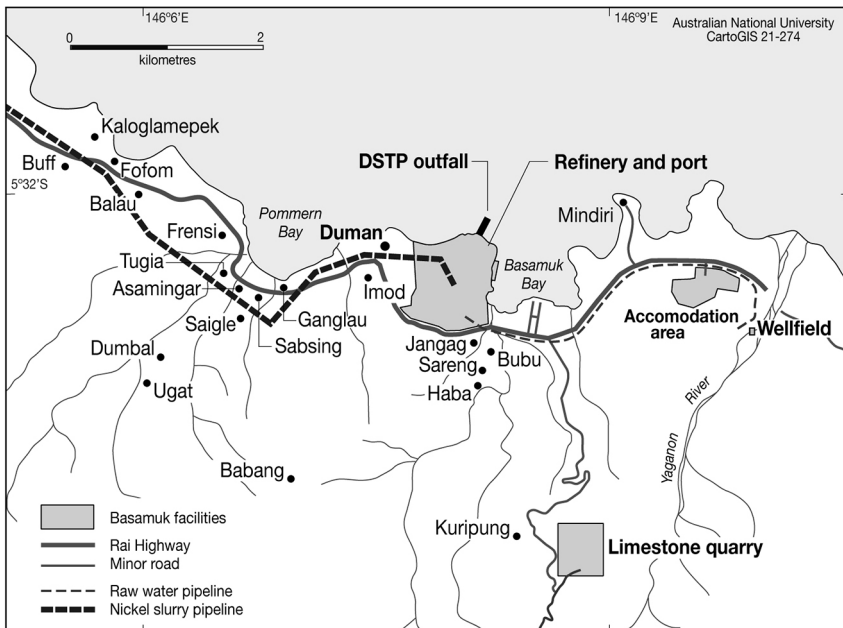 146°6'E
146°9'E
Australian National University
CartoGIS 21-274
0 2
kilometres
Kaloglamepek
Buff
Fofom
5°32'S
Balau
DSTP outfall
Refinery and port
Mindiri
Pommern
Bay
Frensi
Duman
Tugia
Basamuk
Bay
Asamingar
Imod
Saigle
Ganglau
Accomodation
area
Wellfield
Sabsing
Jangag
Dumbal
Sareng
Bubu
Ugat
Haba
River
Yaganon
Babang
Basamuk facilities
Rai Highway
Minor road
Raw water pipeline
Nickel slurry pipeline
Kuripung
Limestone quarry